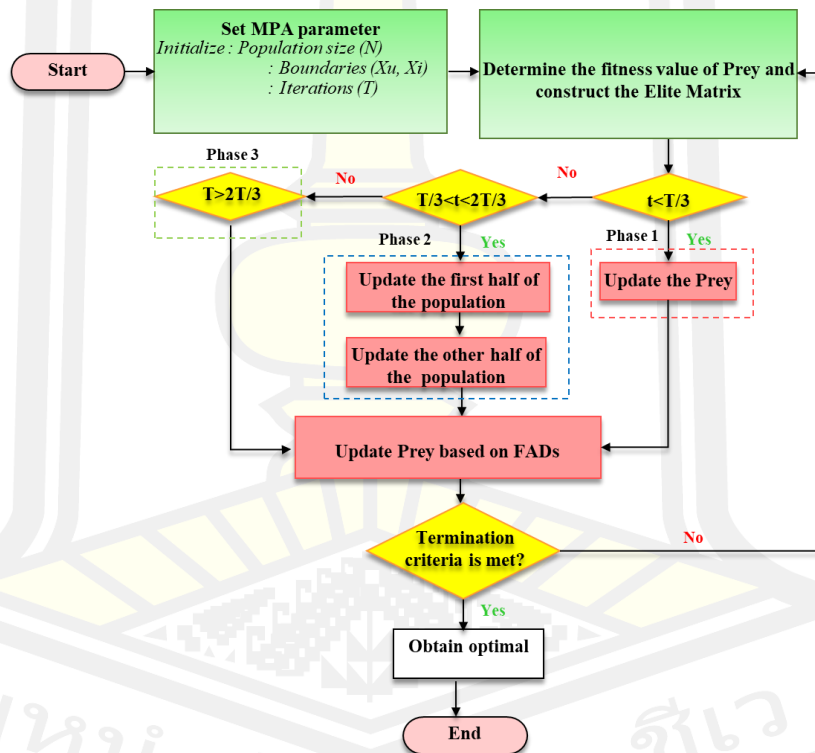 Set MPA parameter
Initialize : Population size (N)
: Boundaries (Xu, Xi)
: Iterations (T)
Start
Determine the fitness value of Prey and
construct the Elite Matrix
Phase 3
T>2T/3
No
T/3<t<2T/3
No
t<T/3
Phase 2
Yes
Phase 1
Yes
Update the first half of
the population
Update the Prey
Update the other half of
the population
Update Prey based on FADs
Termination
criteria is met?
No
Yes
Obtain optimal
End